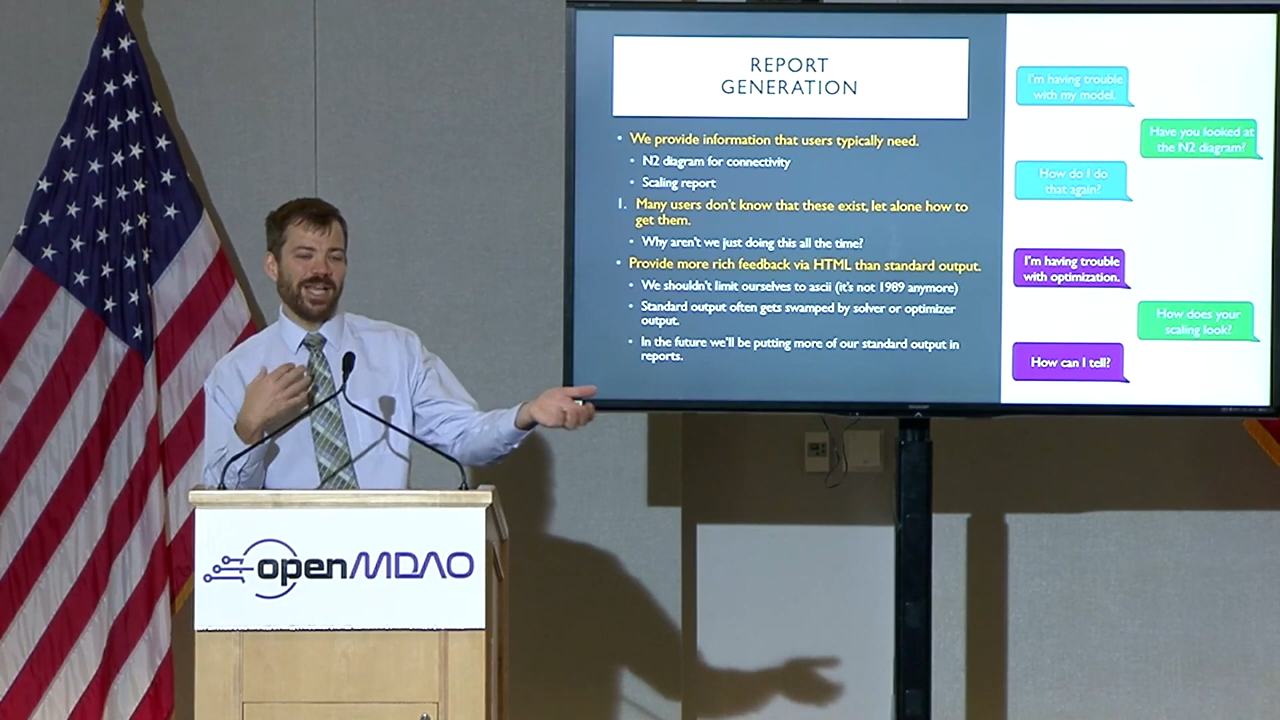 REPORT
GENERATION
• We provide information that users typically need.
• N2 diagram for connectivity
• Scaling report
1. Many users don't know that these exist, let alone how to
get them.
• Why aren't we just doing this all the time?
• Provide more rich feedback via HTML than standard output.
• We shouldn't limit ourselves to ascii (it's not 1989 anymore)
• Standard output often gets swamped by solver or optimizer
output.
• In the future we'll be putting more of our standard output in
reports.
I'm having trouble
with my model.
Have you looked at
the N2 diagram?
How do I do
that again?
I'm having trouble
with optimization.
How does your
scaling look?
How can I tell?
openMDAO